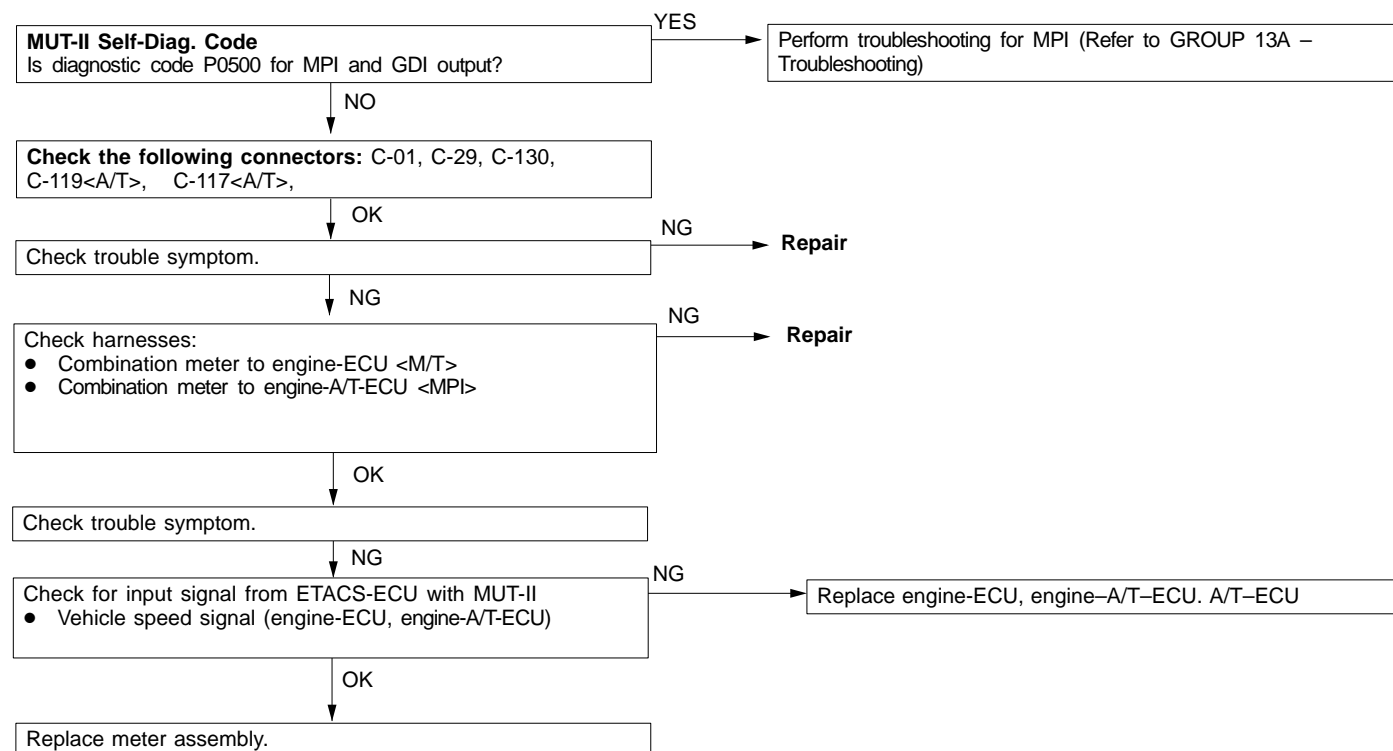 YES
MUT-II Self-Diag. Code
Is diagnostic code P0500 for MPI and GDI output?
Perform troubleshooting for MPI (Refer to GROUP 13A –
Troubleshooting)
NO
Check the following connectors: C-01, C-29, C-130,
C-119<A/T>, C-117<A/T>,
OK
NG
Check trouble symptom.
Repair
NG
NG
Check harnesses:
● Combination meter to engine-ECU <M/T>
● Combination meter to engine-A/T-ECU <MPI>
Repair
OK
Check trouble symptom.
NG
NG
Check for input signal from ETACS-ECU with MUT-II
● Vehicle speed signal (engine-ECU, engine-A/T-ECU)
Replace engine-ECU, engine–A/T–ECU. A/T–ECU
OK
Replace meter assembly.